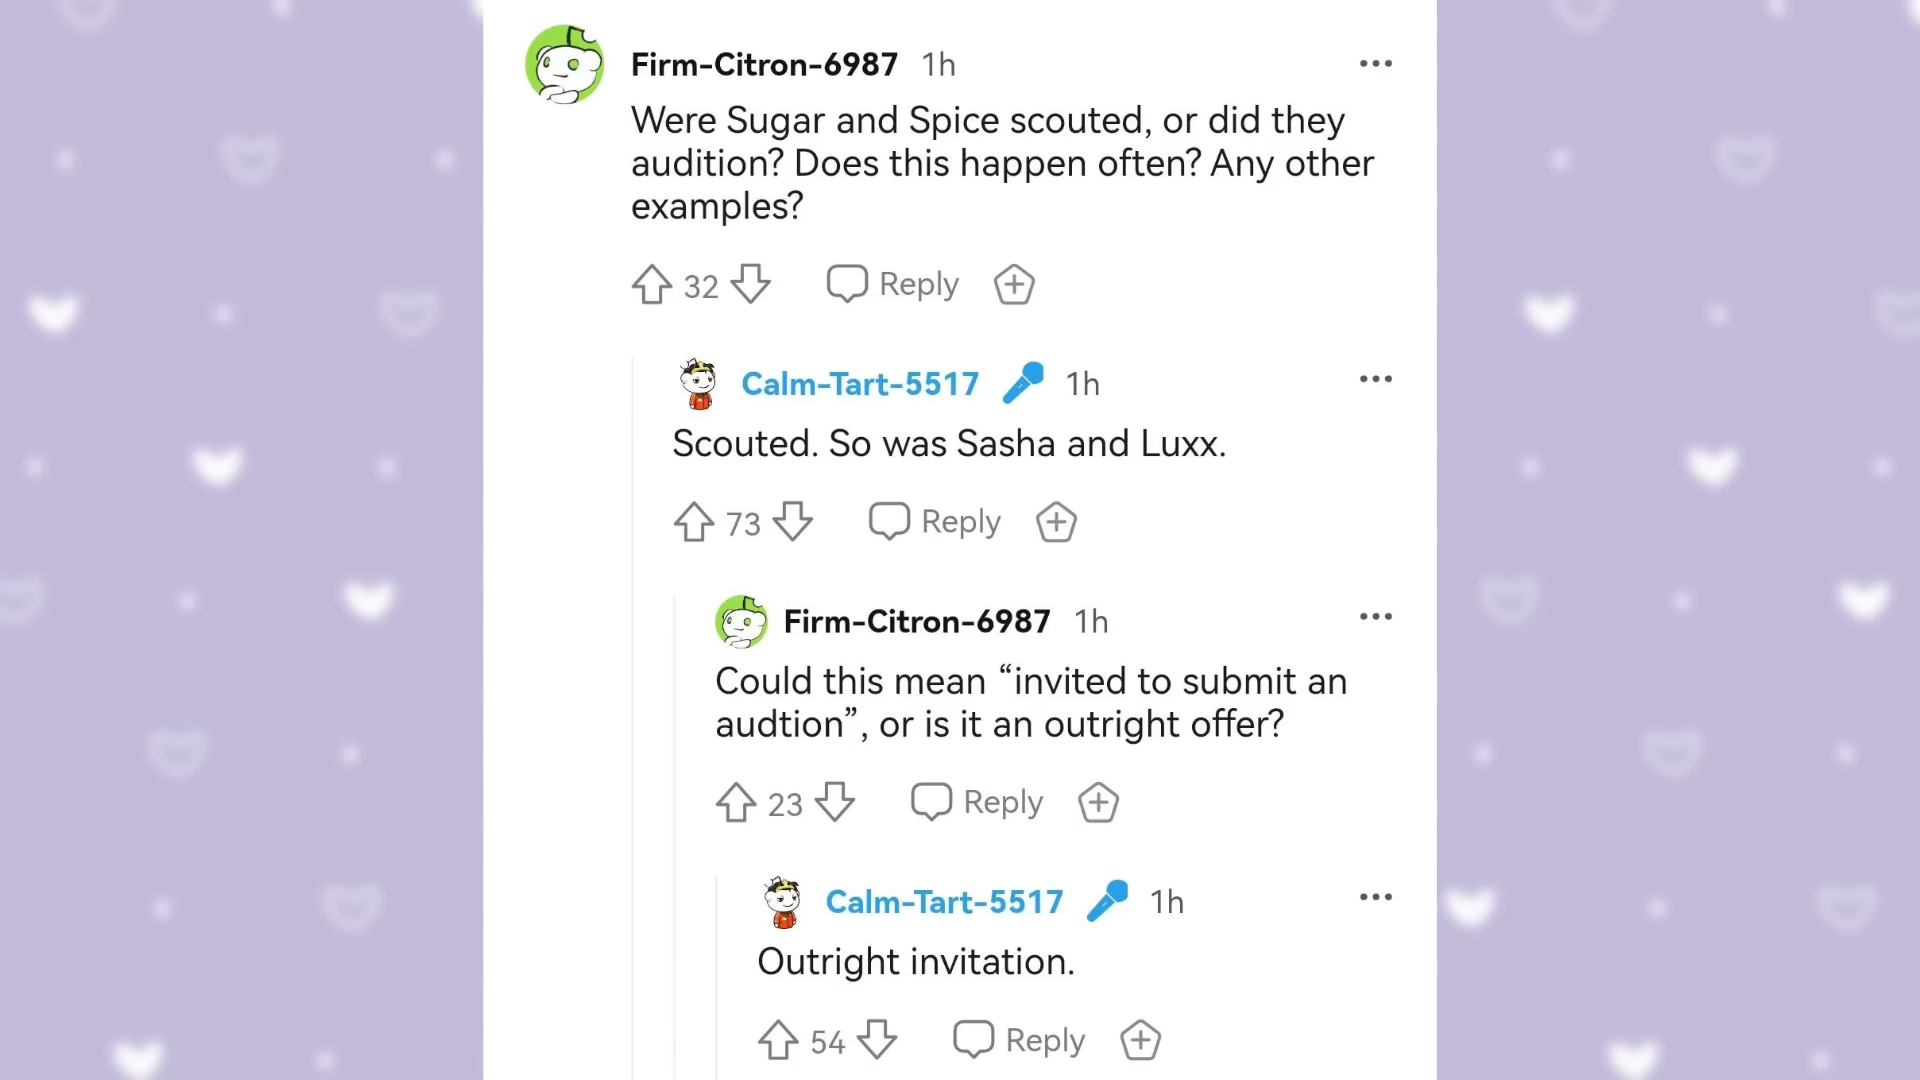 Firm-Citron-6987 1h
Were Sugar and Spice scouted, or did they
audition? Does this happen often? Any other
examples?
32 Reply
Calm-Tart-5517 1h
Scouted. So was Sasha and Luxx.
73 Reply
Firm-Citron-6987 1h
Could this mean “invited to submit an
audtion”, or is it an outright offer?
23 Reply
Calm-Tart-5517 1h
Outright invitation.
54 Reply